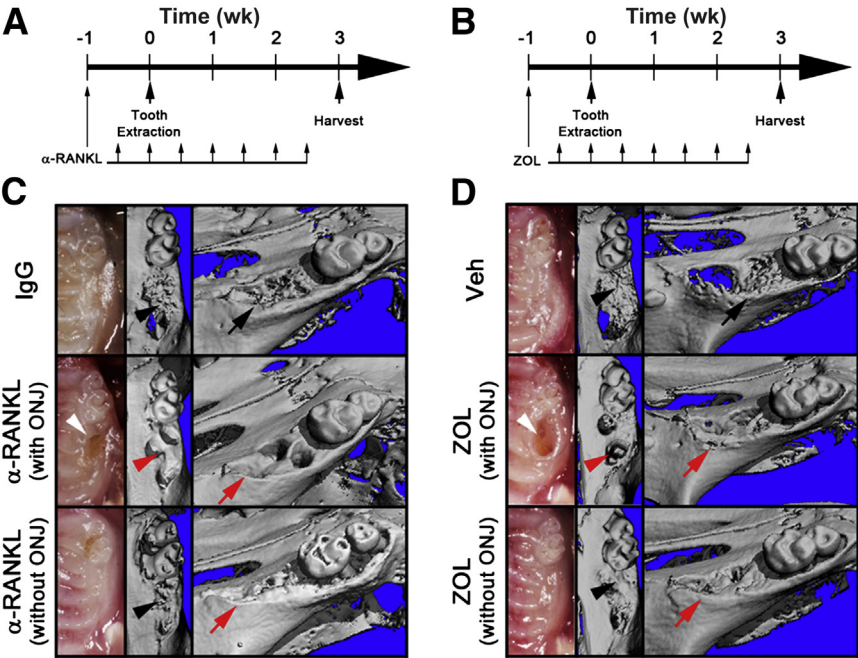 A
Time (wk)
-1 0 1 2 3
Tooth
Extraction
Harvest
α-RANKL
B
Time (wk)
-1 0 1 2 3
Tooth
Extraction
Harvest
ZOL
C
IgG
α-RANKL
(with ONJ)
α-RANKL
(without ONJ)
D
Veh
ZOL
(with ONJ)
ZOL
(without ONJ)